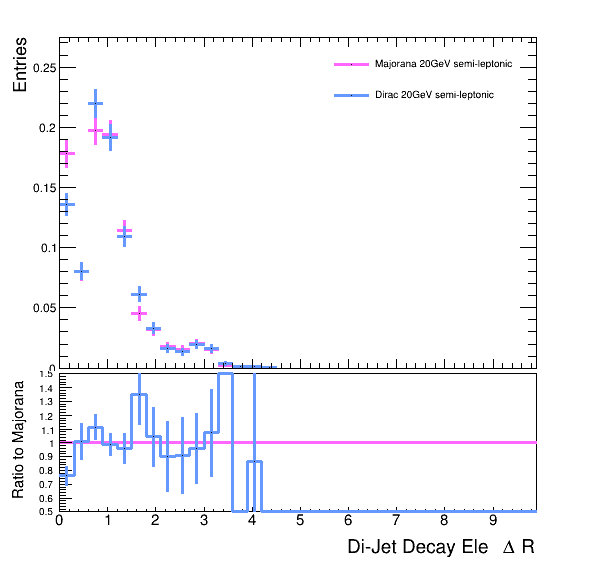 Entries
0.25
0.2
0.15
0.1
0.05
0
Majorana 20GeV semi-leptonic
Dirac 20GeV semi-leptonic
Ratio to Majorana
1.5
1.4
1.3
1.2
1.1
1
0.9
0.8
0.7
0.6
0.5
0 1 2 3 4 5 6 7 8 9
Di-Jet Decay Ele Δ R